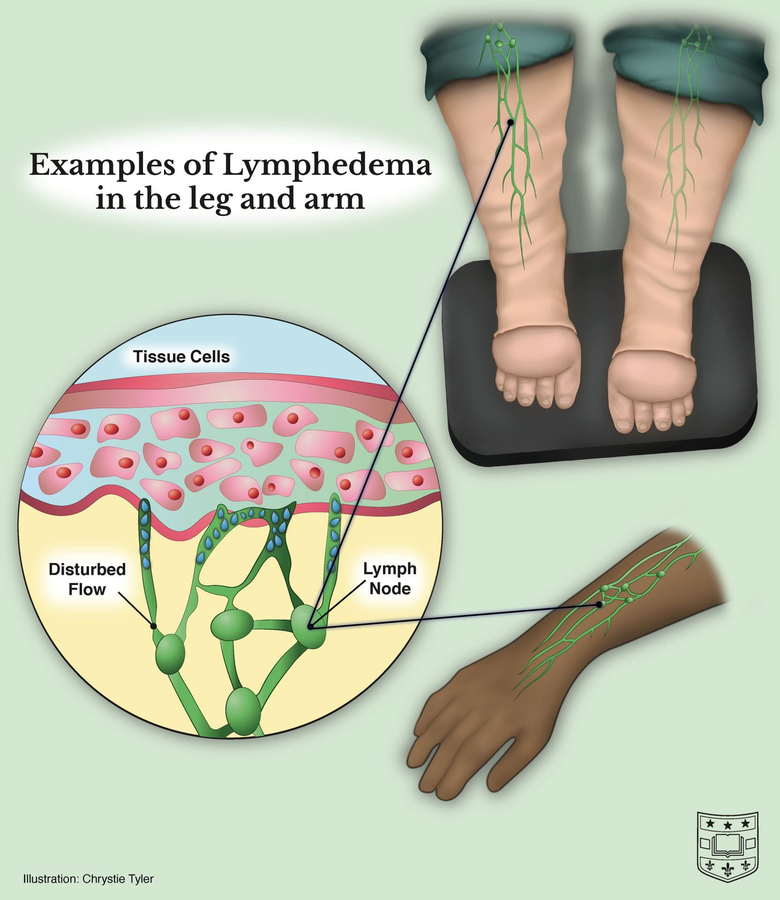 Examples of Lymphedema
in the leg and arm
Tissue Cells
Disturbed
Flow
Lymph
Node
Illustration: Chrystie Tyler